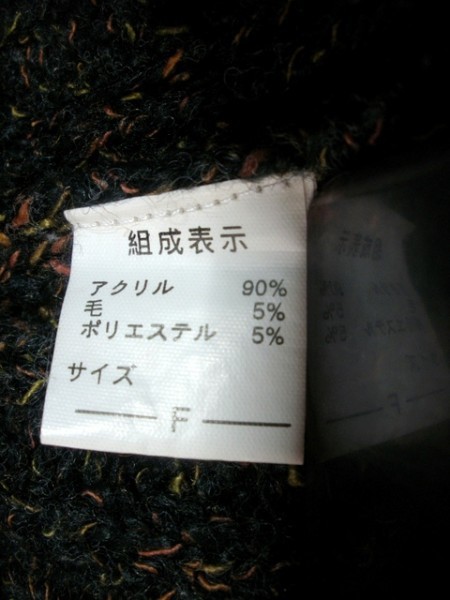 組成表示
アクリル 90%
毛 5%
ポリエステル 5%
サイズ
F